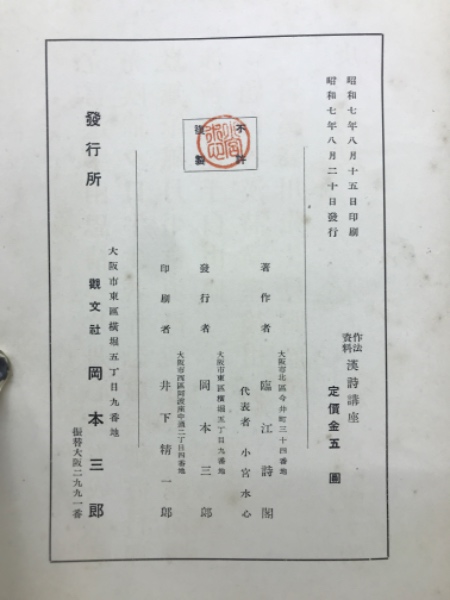 昭和七年八月十五日印刷
昭和七年八月二十日發行
作法
資料
漢詩講座
定價金五圓
不許
複製
大阪市北區今井町三十四番地
著作者 臨江詩閣
代表者 小宮水心
大阪市東區橫堀五丁目九番地
發行者 岡本三郎
大阪市西區阿波座中通二丁目四番地
印刷者 井下精一郎
大阪市東區橫堀五丁目九番地
發行所 觀文社 岡本三郎
振替大阪二九九一番